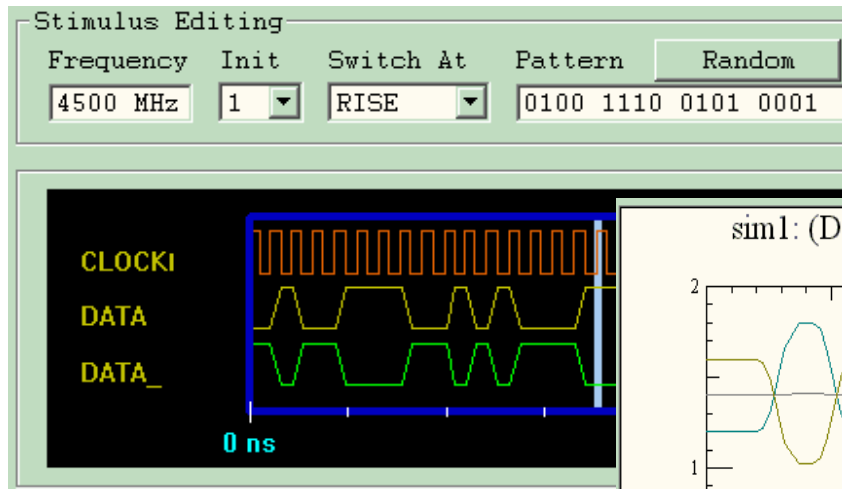 Stimulus Editing
Frequency Init Switch At Pattern Random
4500 MHz 1 RISE 0100 1110 0101 0001
CLOCKI
DATA
DATA_
0 ns
sim1: (D
2
1